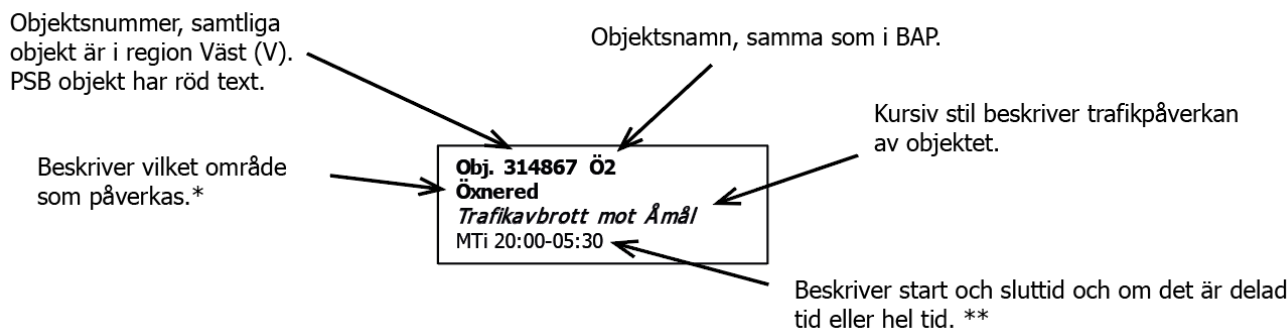 Objektsnummer, samtliga
objekt är i region Väst (V).
PSB objekt har röd text.
Objektsnamn, samma som i BAP.
Kursiv stil beskriver trafikpåverkan
av objektet.
Beskriver vilket område
som påverkas.*
Obj. 314867 Ö2
Öxnered
Trafikavbrott mot Åmål
MTi 20:00-05:30
Beskriver start och sluttid och om det är delad
tid eller hel tid. **